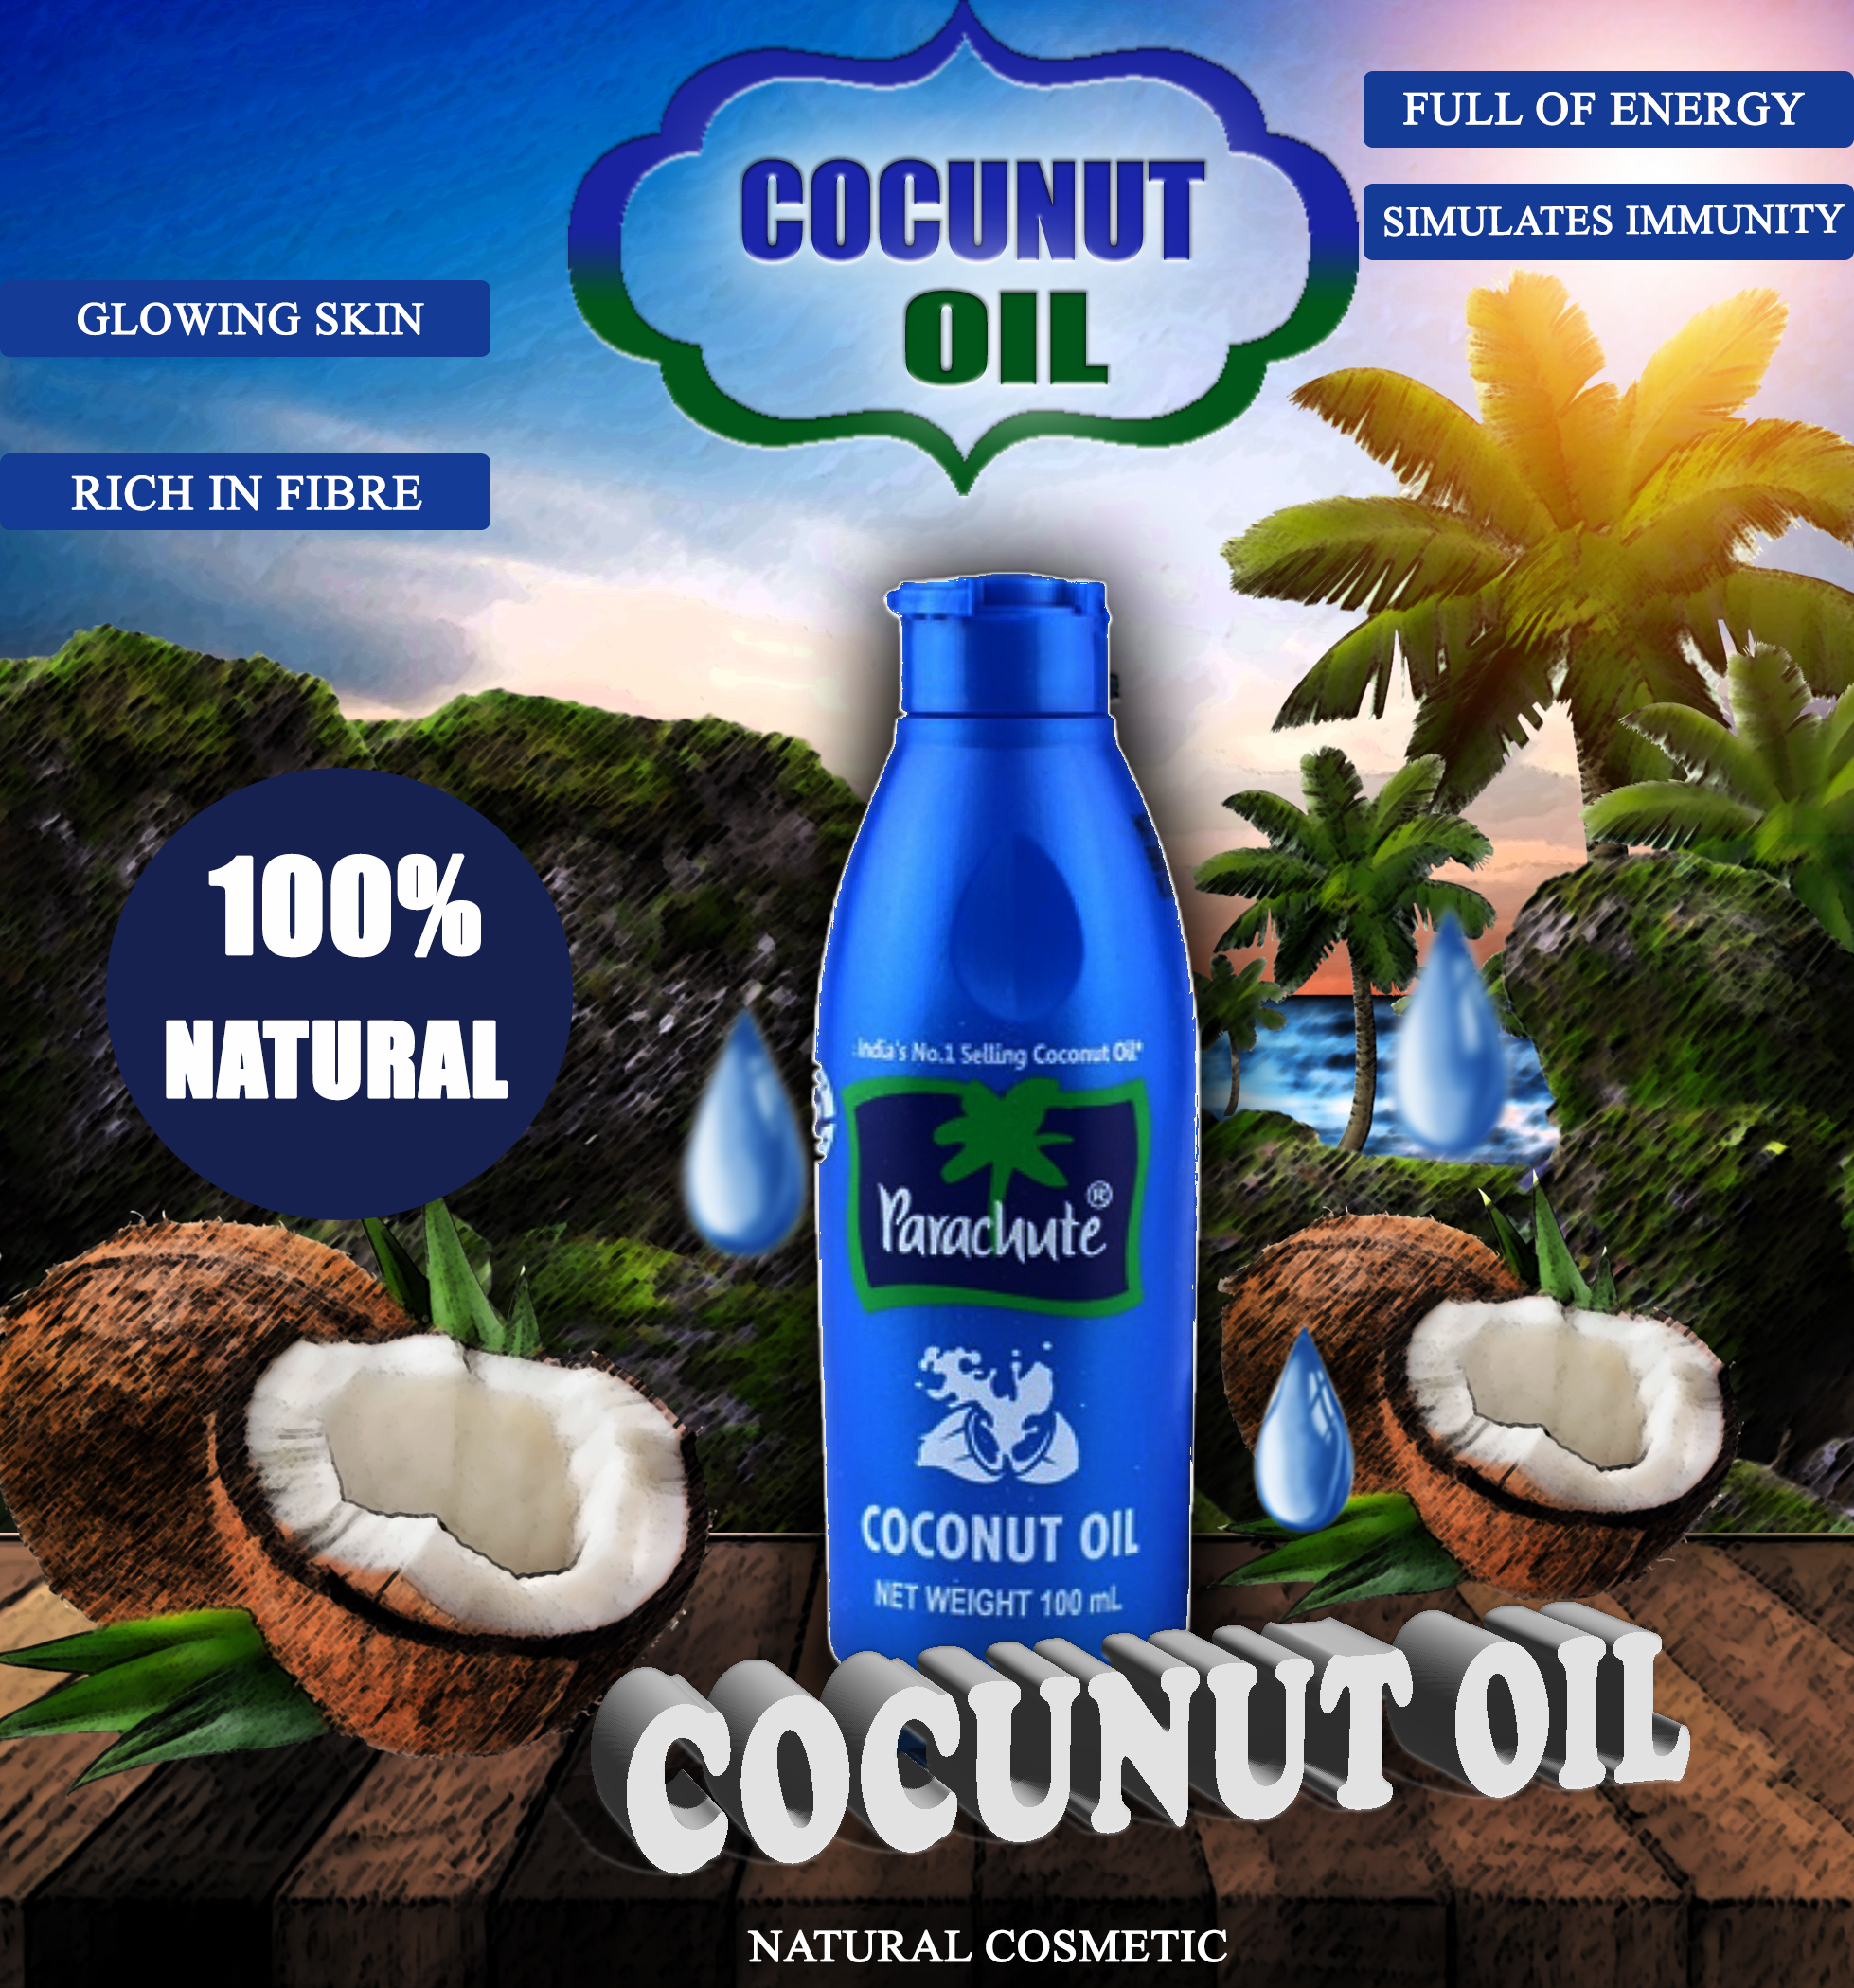 COCUNUT
OIL
FULL OF ENERGY
SIMULATES IMMUNITY
GLOWING SKIN
RICH IN FIBRE
100%
NATURAL
India's No.1 Selling Coconut Oil*
Parachute®
COCONUT OIL
NET WEIGHT 100 mL
COCUNUT OIL
NATURAL COSMETIC